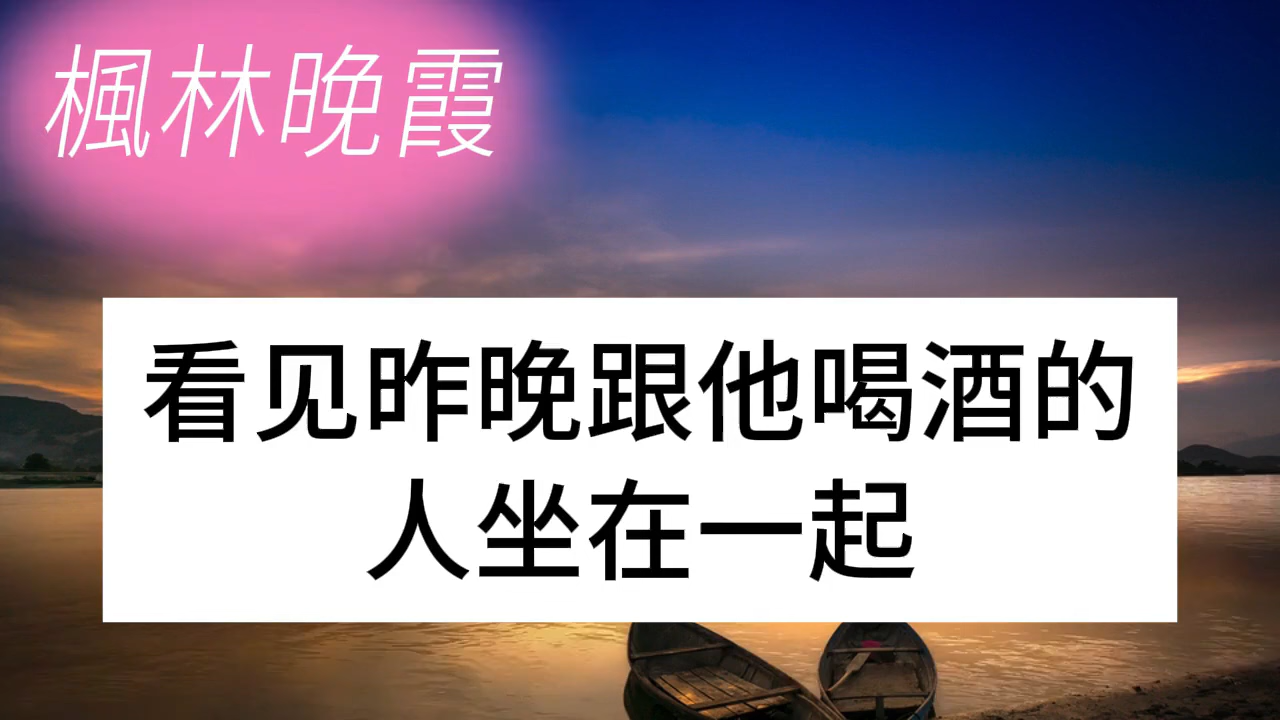 楓林晚霞
看见昨晚跟他喝酒的
人坐在一起